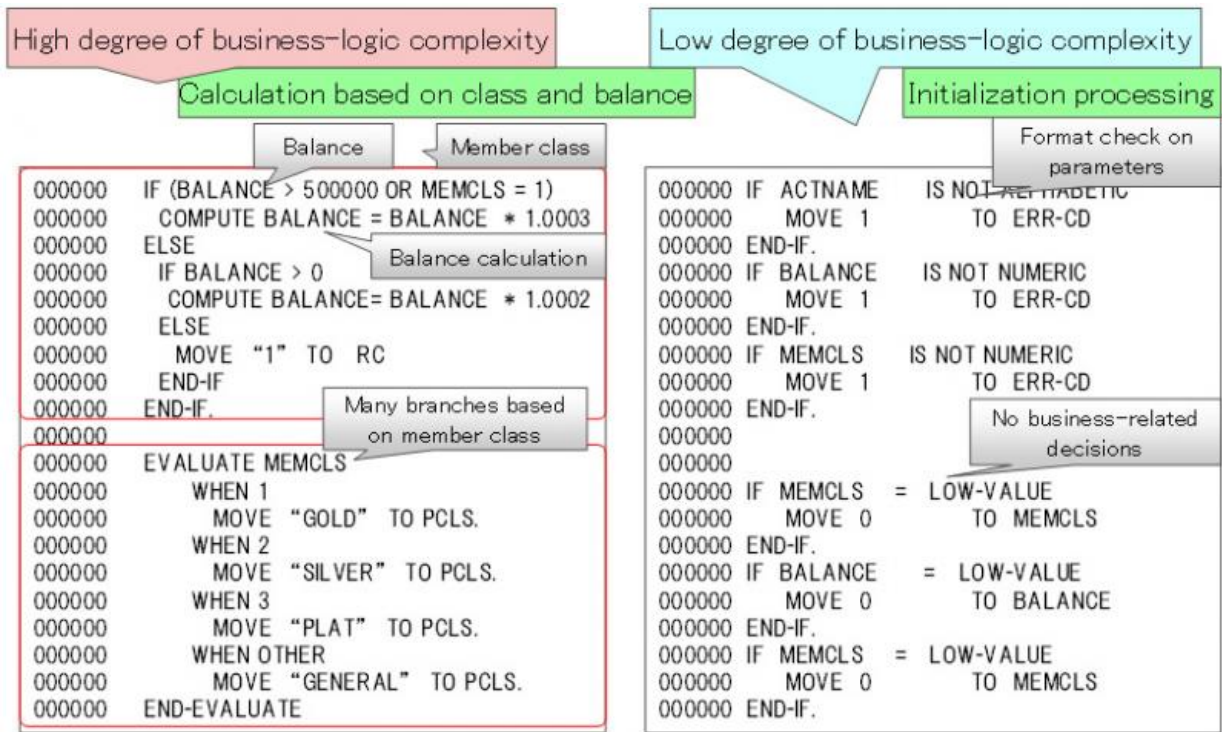 High degree of business-logic complexity
Calculation based on class and balance
Balance
Member class
000000 IF (BALANCE > 500000 OR MEMCLS = 1)
000000 COMPUTE BALANCE = BALANCE * 1.0003
000000 ELSE
Balance calculation
000000 IF BALANCE > 0
000000 COMPUTE BALANCE= BALANCE * 1.0002
000000 ELSE
000000 MOVE “1” TO RC
000000 END-IF
000000 END-IF.
Many branches based
on member class
000000
000000 EVALUATE MEMCLS
000000 WHEN 1
000000 MOVE “GOLD” TO PCLS.
000000 WHEN 2
000000 MOVE “SILVER” TO PCLS.
000000 WHEN 3
000000 MOVE “PLAT” TO PCLS.
000000 WHEN OTHER
000000 MOVE “GENERAL” TO PCLS.
000000 END-EVALUATE
Low degree of business-logic complexity
Initialization processing
Format check on
parameters
000000 IF ACTNAME IS NOT ALPHABETIC
000000 MOVE 1 TO ERR-CD
000000 END-IF.
000000 IF BALANCE IS NOT NUMERIC
000000 MOVE 1 TO ERR-CD
000000 END-IF.
000000 IF MEMCLS IS NOT NUMERIC
000000 MOVE 1 TO ERR-CD
000000 END-IF.
No business-related
decisions
000000
000000
000000 IF MEMCLS = LOW-VALUE
000000 MOVE 0 TO MEMCLS
000000 END-IF.
000000 IF BALANCE = LOW-VALUE
000000 MOVE 0 TO BALANCE
000000 END-IF.
000000 IF MEMCLS = LOW-VALUE
000000 MOVE 0 TO MEMCLS
000000 END-IF.